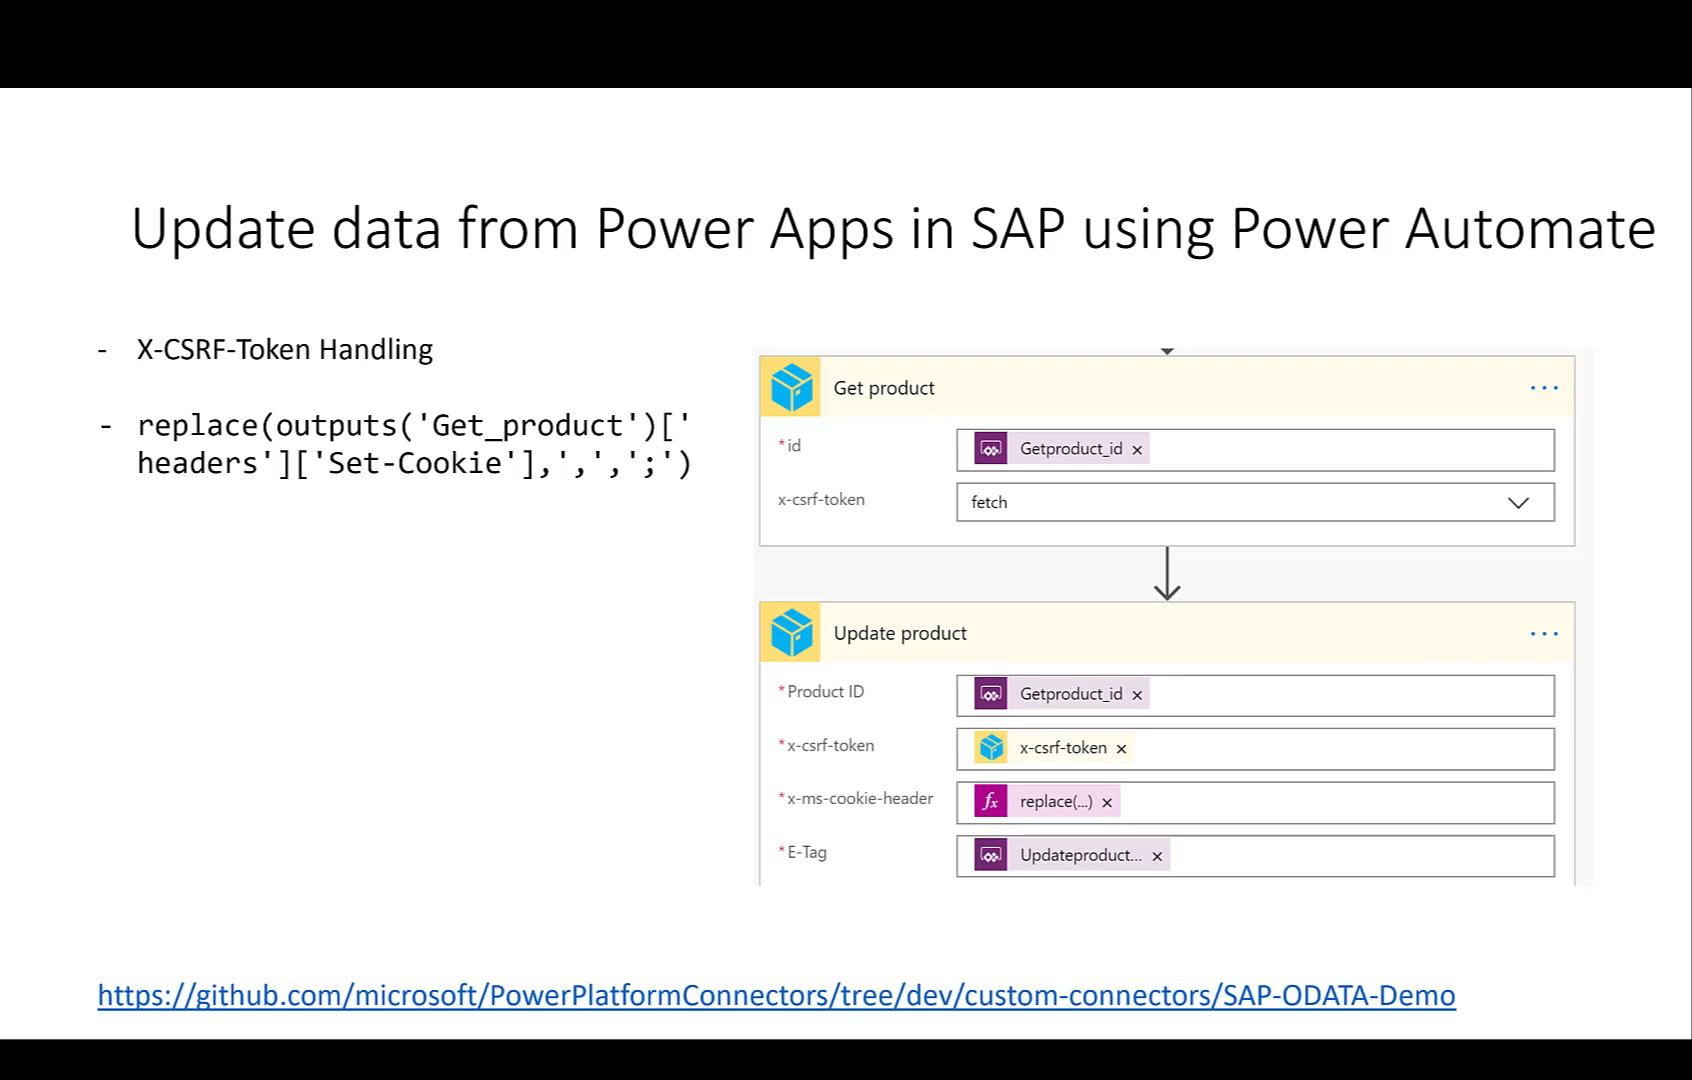 Update data from Power Apps in SAP using Power Automate
- X-CSRF-Token Handling
- replace(outputs('Get_product')['
headers']['Set-Cookie'],',',';')
Get product
...
*id
Getproduct_id ×
x-csrf-token
fetch
Update product
...
*Product ID
Getproduct_id ×
*x-csrf-token
x-csrf-token ×
*x-ms-cookie-header
fx replace(...) ×
*E-Tag
Updateproduct... ×
https://github.com/microsoft/PowerPlatformConnectors/tree/dev/custom-connectors/SAP-ODATA-Demo